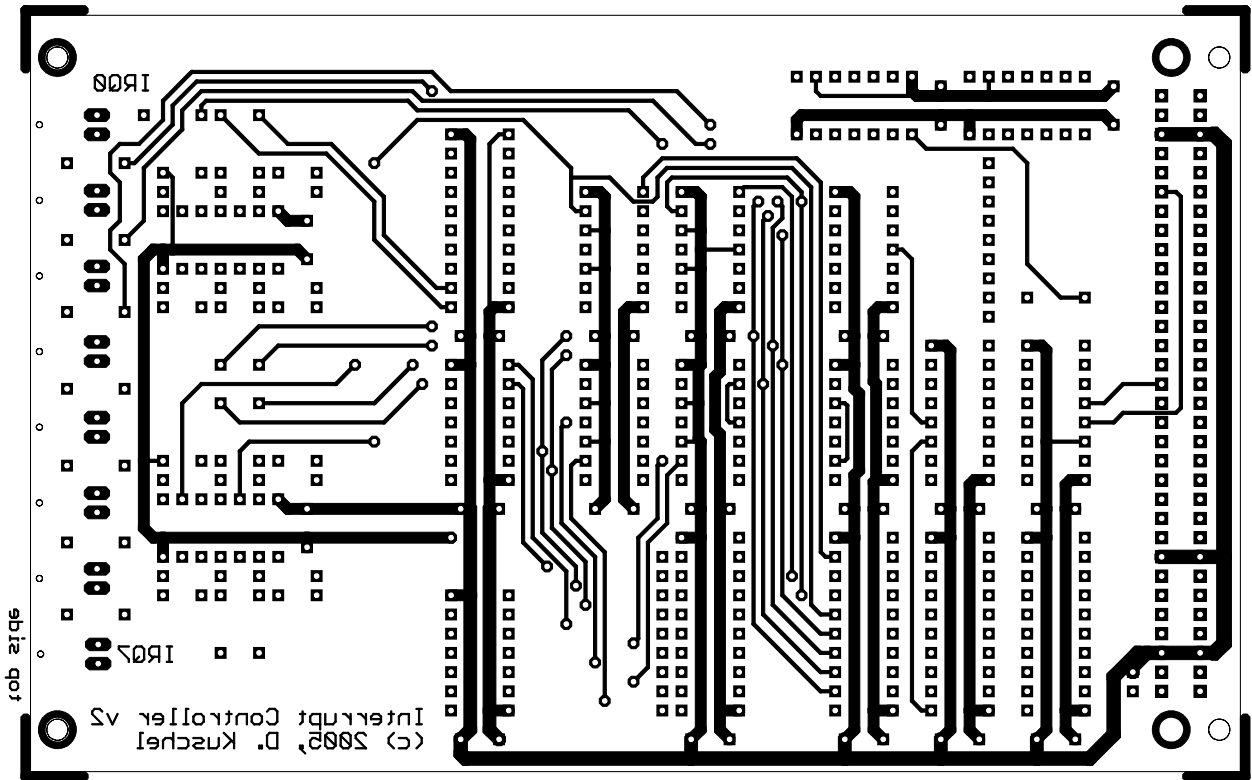 IRQ0
top side
IRQ7
Interrupt Controller v2
(c) 2005, D. Kuschel